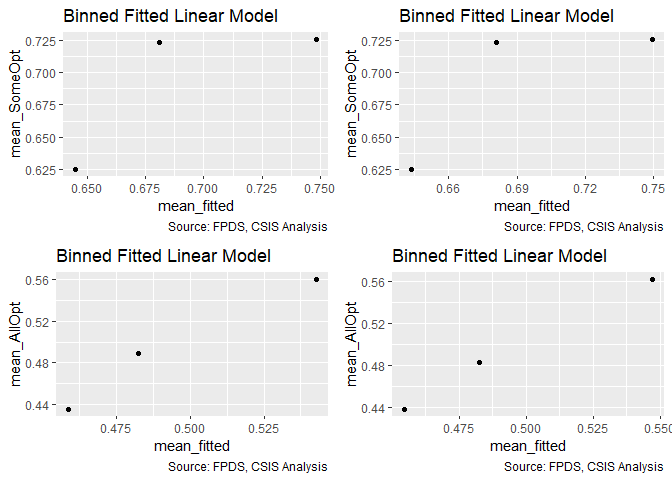 Binned Fitted Linear Model
mean_SomeOpt
0.725
0.700
0.675
0.650
0.625
0.650 0.675 0.700 0.725 0.750
mean_fitted
Source: FPDS, CSIS Analysis
Binned Fitted Linear Model
mean_SomeOpt
0.725
0.700
0.675
0.650
0.625
0.66 0.69 0.72 0.75
mean_fitted
Source: FPDS, CSIS Analysis
Binned Fitted Linear Model
mean_AllOpt
0.56
0.52
0.48
0.44
0.475 0.500 0.525
mean_fitted
Source: FPDS, CSIS Analysis
Binned Fitted Linear Model
mean_AllOpt
0.56
0.52
0.48
0.44
0.475 0.500 0.525 0.550
mean_fitted
Source: FPDS, CSIS Analysis